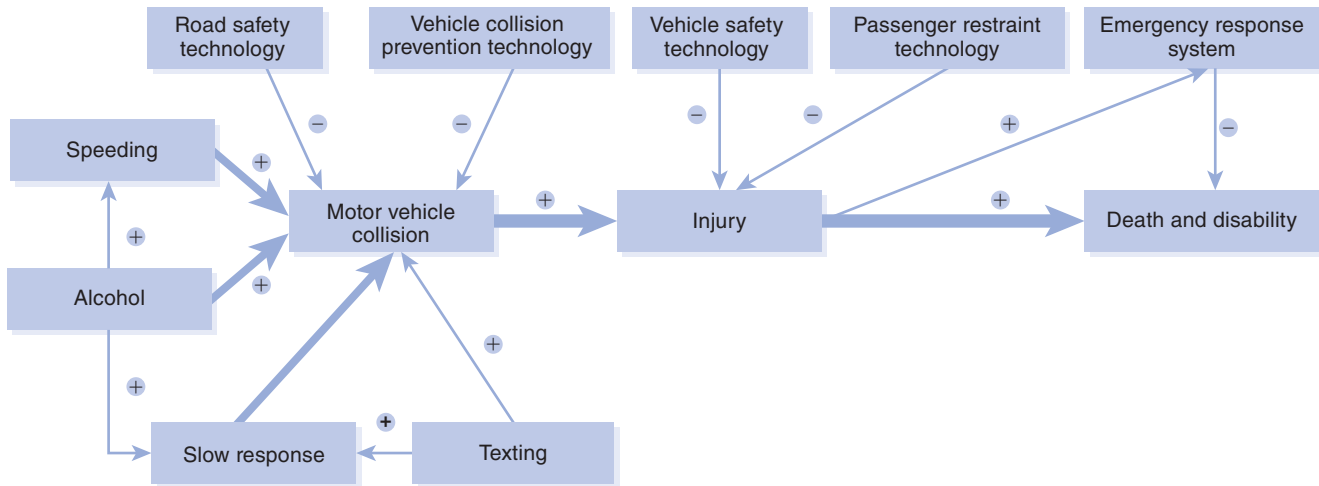 Road safety
technology
Vehicle collision
prevention technology
Vehicle safety
technology
Passenger restraint
technology
Emergency response
system
−
−
−
−
+
−
Speeding
+
Motor vehicle
collision
+
Injury
+
Death and disability
+
Alcohol
+
+
+
+
Slow response
Texting